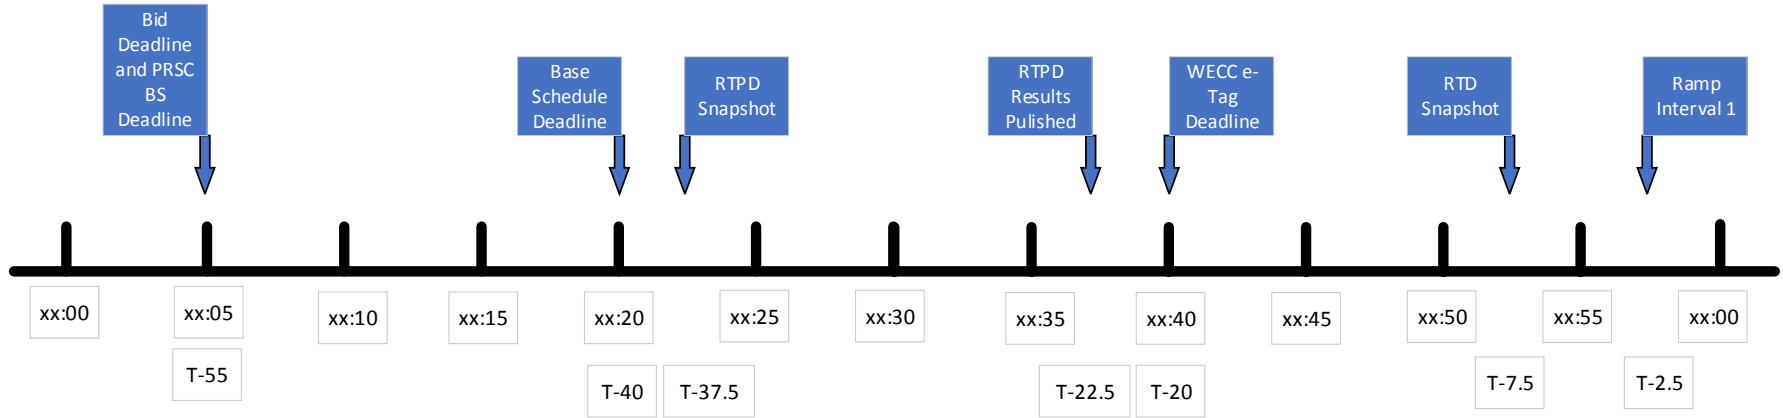 Bid
Deadline
and PRSC
BS
Deadline
Base
Schedule
Deadline
RTPD
Snapshot
RTPD
Results
Pulished
WECC e-
Tag
Deadline
RTD
Snapshot
Ramp
Interval 1
xx:00
xx:05
xx:10
xx:15
xx:20
xx:25
xx:30
xx:35
xx:40
xx:45
xx:50
xx:55
xx:00
T-55
T-40
T-37.5
T-22.5
T-20
T-7.5
T-2.5